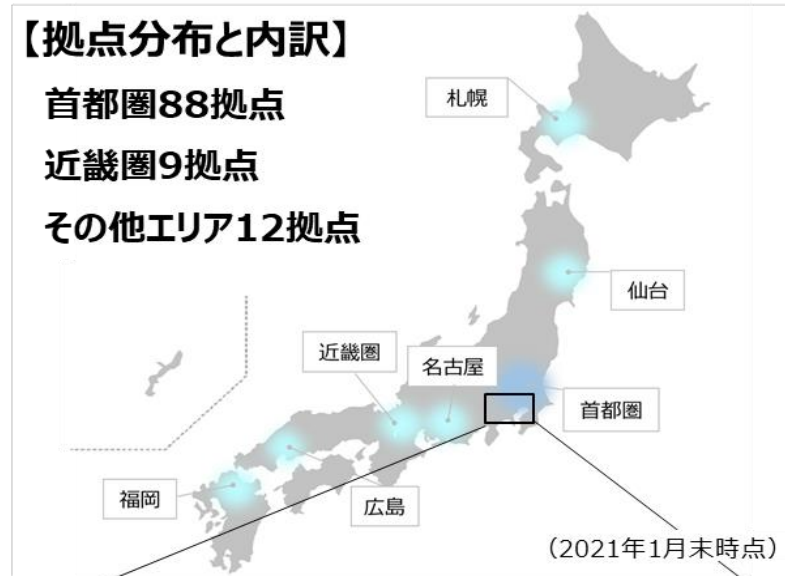 【拠点分布と内訳】
首都圏88拠点
近畿圏9拠点
その他エリア12拠点
札幌
仙台
近畿圏
名古屋
首都圏
福岡
広島
（2021年1月末時点）